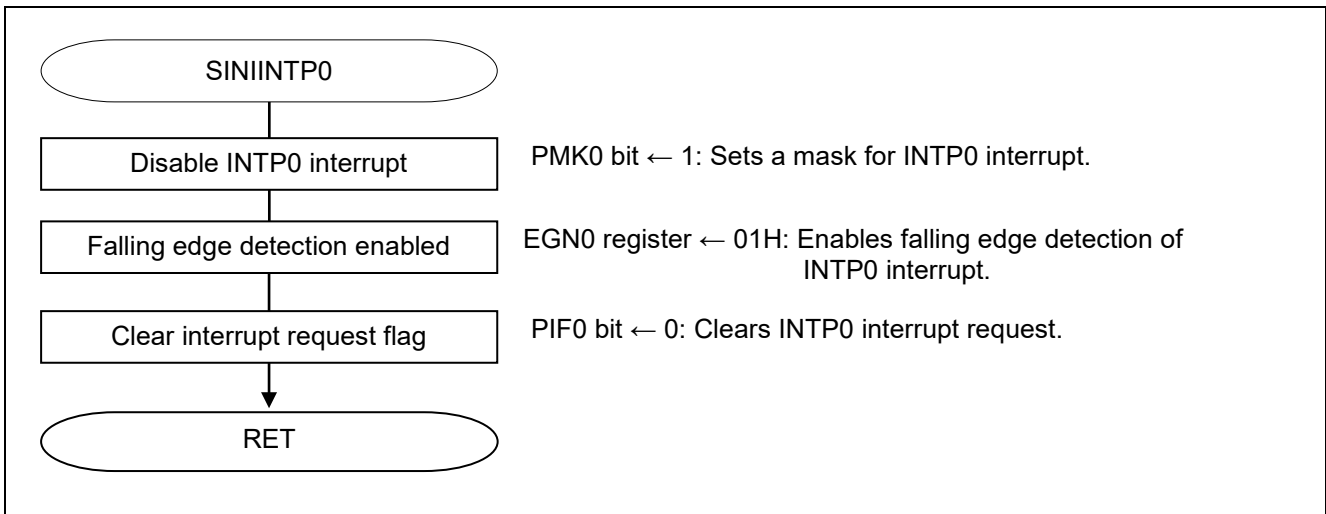 SINIINTP0
Disable INTP0 interrupt
PMK0 bit ← 1: Sets a mask for INTP0 interrupt.
Falling edge detection enabled
EGN0 register ← 01H: Enables falling edge detection of
INTP0 interrupt.
Clear interrupt request flag
PIF0 bit ← 0: Clears INTP0 interrupt request.
RET